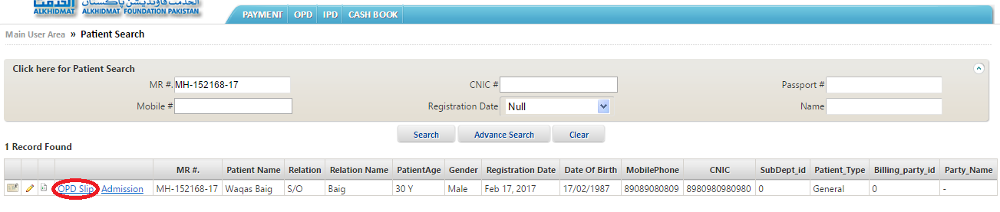 الخدمت فاؤنڈیشن پاکستان
ALKHIDMAT ALKHIDMAT FOUNDATION PAKISTAN
PAYMENT OPD IPD CASH BOOK
Main User Area » Patient Search
Click here for Patient Search
MR #. MH-152168-17 CNIC # Passport #
Mobile # Registration Date Null Name
Search Advance Search Clear
1 Record Found
MR #. Patient Name Relation Relation Name PatientAge Gender Registration Date Date Of Birth MobilePhone CNIC SubDept_id Patient_Type Billing_party_id Party_Name
OPD Slip Admission MH-152168-17 Waqas Baig S/O Baig 30 Y Male Feb 17, 2017 17/02/1987 89089080809 8980980980980 0 General 0 -